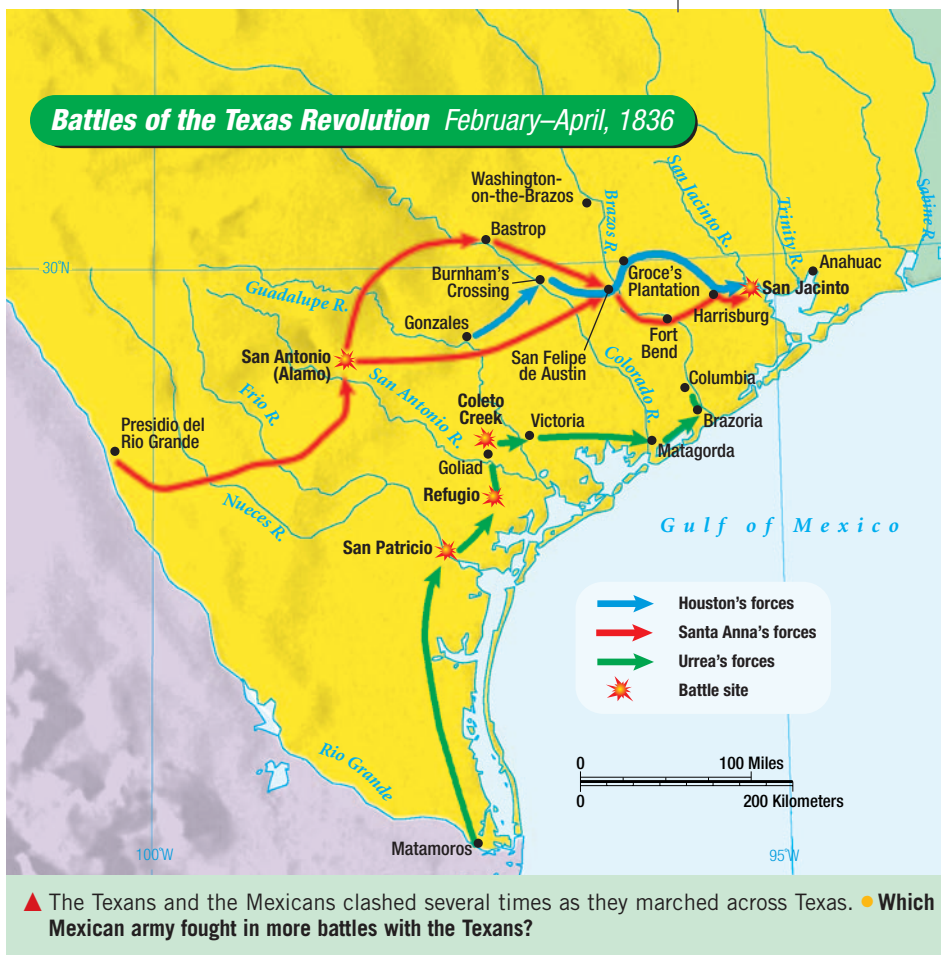 Battles of the Texas Revolution February–April, 1836
Washington-
on-the-Brazos
Brazos R.
San Jacinto R.
Trinity R.
Sabine R.
Bastrop
30°N
Burnham's
Crossing
Groce's
Plantation
Anahuac
San Jacinto
Guadalupe R.
Harrisburg
Gonzales
Fort
Bend
San Antonio
(Alamo)
San Felipe
de Austin
Colorado R.
Columbia
San Antonio R.
Frio R.
Coleto
Creek
Victoria
Brazoria
Presidio del
Rio Grande
Goliad
Matagorda
Refugio
Nueces R.
Gulf of Mexico
San Patricio
Houston's forces
Santa Anna's forces
Urrea's forces
Battle site
Rio Grande
0 100 Miles
0 200 Kilometers
Matamoros
100°W
95°W
The Texans and the Mexicans clashed several times as they marched across Texas. • Which
Mexican army fought in more battles with the Texans?